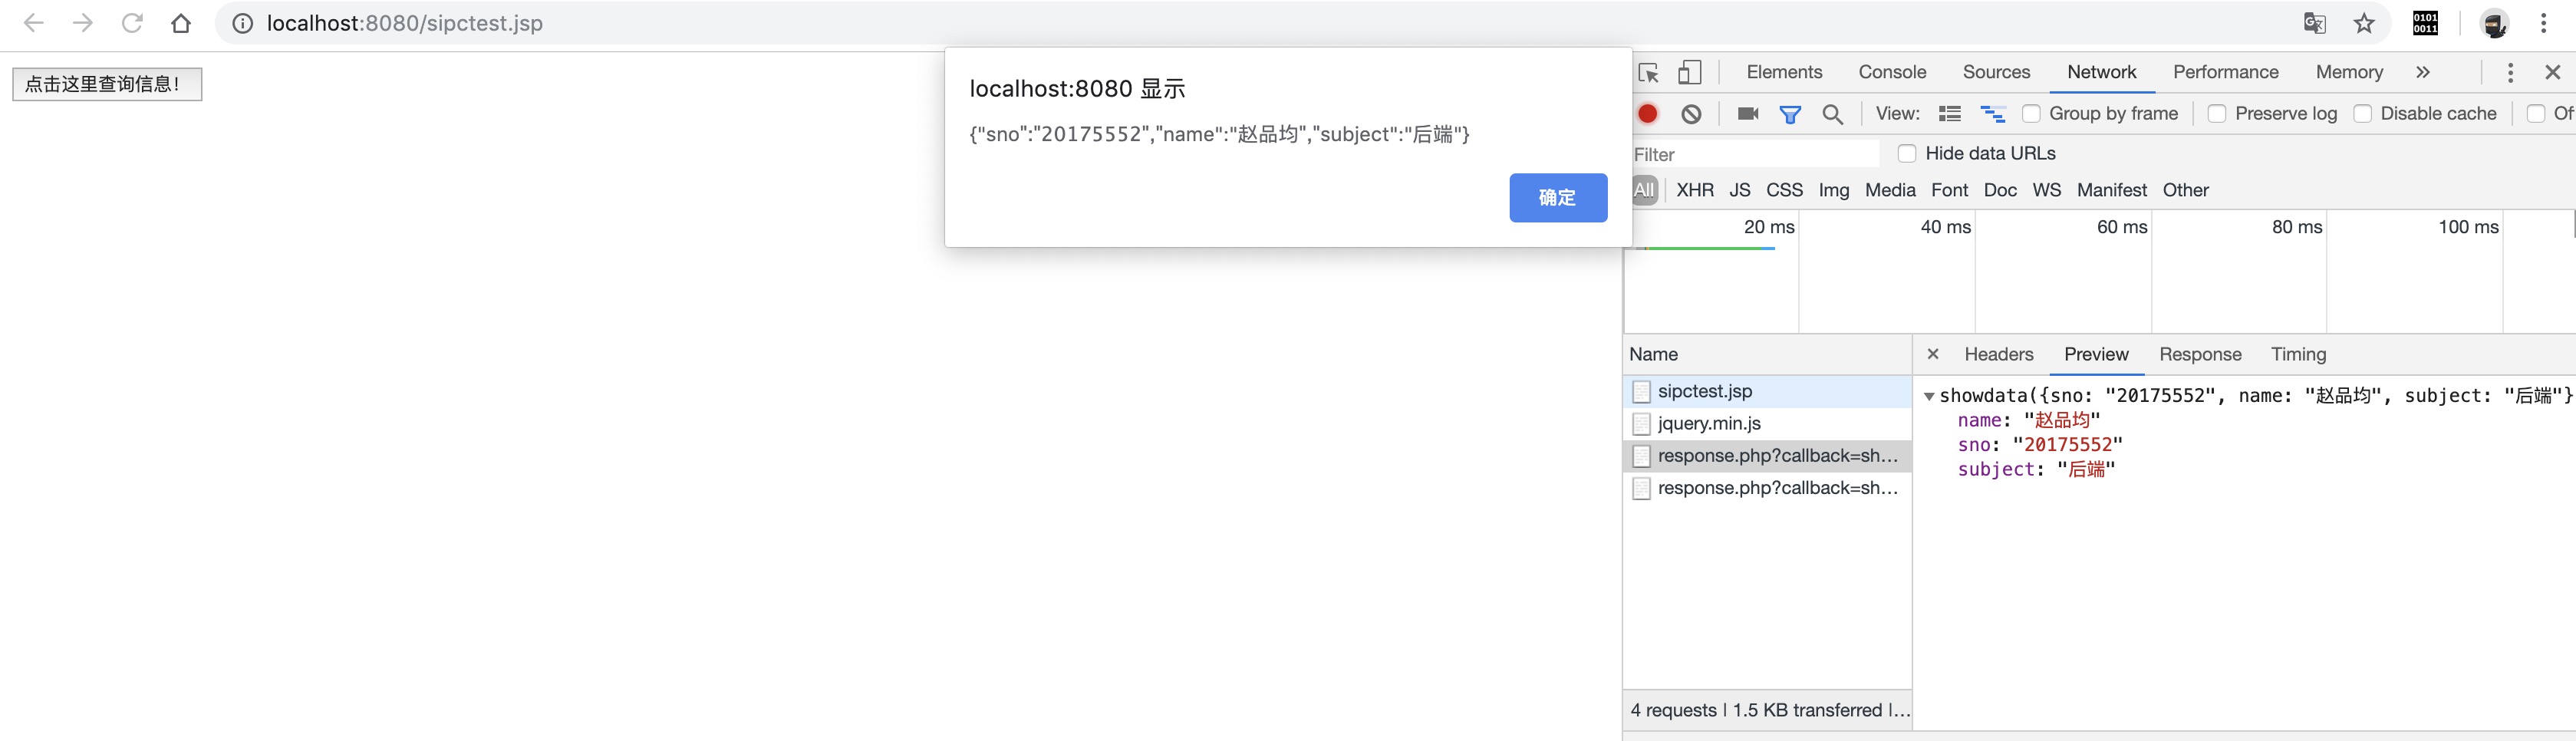 localhost:8080/sipctest.jsp
点击这里查询信息！
localhost:8080 显示
{"sno":"20175552","name":"赵品均","subject":"后端"}
确定
Elements Console Sources Network Performance Memory »
View: Group by frame Preserve log Disable cache Of
Filter Hide data URLs
All XHR JS CSS Img Media Font Doc WS Manifest Other
20 ms 40 ms 60 ms 80 ms 100 ms
Name
sipctest.jsp
jquery.min.js
response.php?callback=sh…
response.php?callback=sh…
4 requests | 1.5 KB transferred |…
× Headers Preview Response Timing
showdata({sno: "20175552", name: "赵品均", subject: "后端"}
name: "赵品均"
sno: "20175552"
subject: "后端"
0101
0011